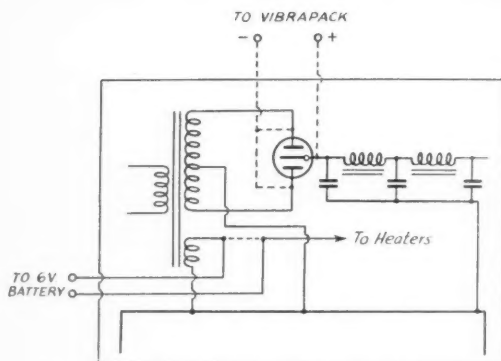 TO VIBRAPACK
- +
To Heaters
TO 6V
BATTERY